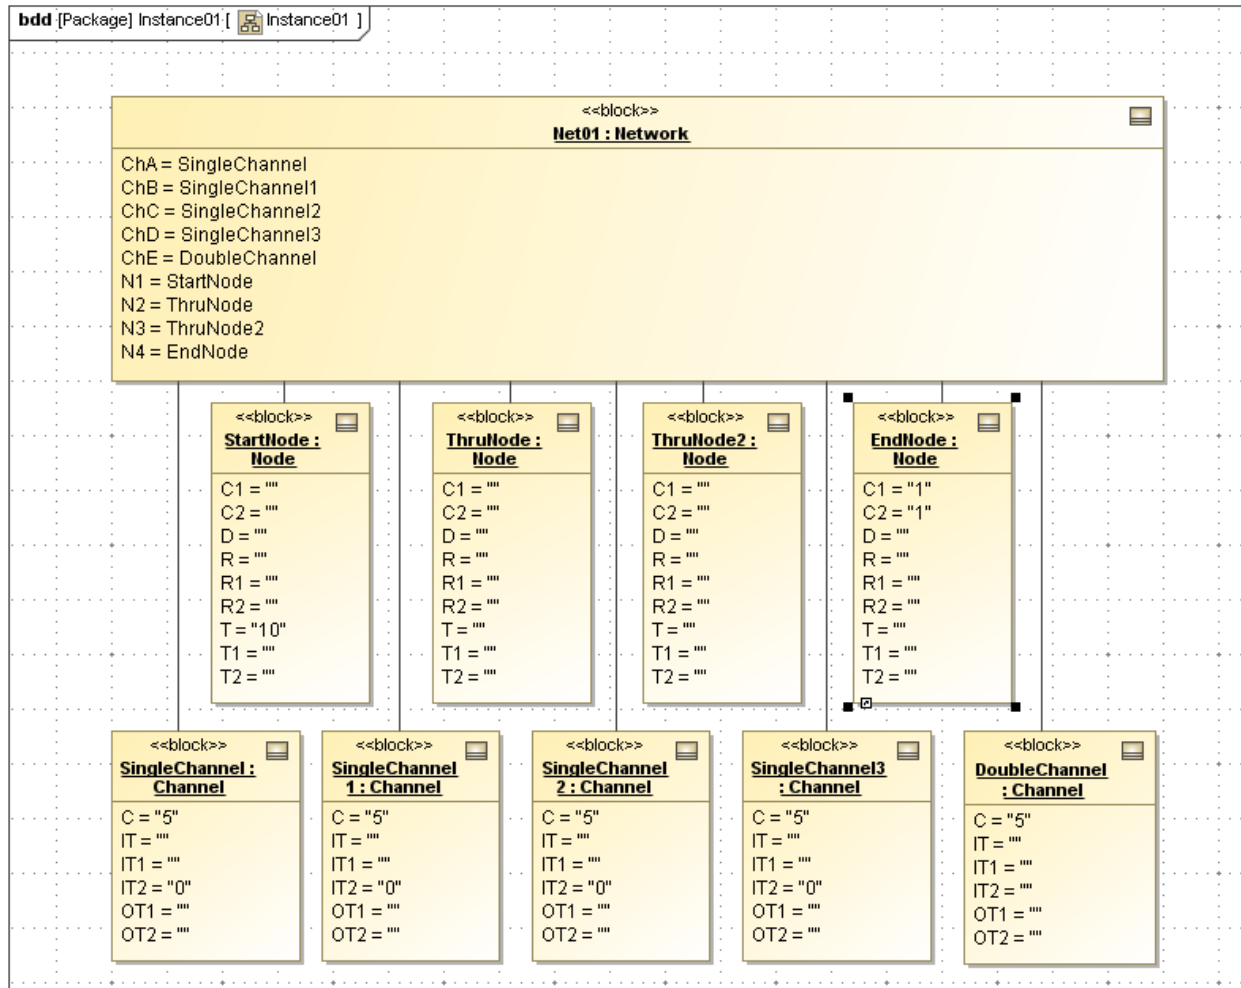 bdd [Package] Instance01 [ Instance01 ]
<<block>>
Net01 : Network
ChA = SingleChannel
ChB = SingleChannel1
ChC = SingleChannel2
ChD = SingleChannel3
ChE = DoubleChannel
N1 = StartNode
N2 = ThruNode
N3 = ThruNode2
N4 = EndNode
<<block>>
StartNode :
Node
C1 = ""
C2 = ""
D = ""
R = ""
R1 = ""
R2 = ""
T = "10"
T1 = ""
T2 = ""
<<block>>
ThruNode :
Node
C1 = ""
C2 = ""
D = ""
R = ""
R1 = ""
R2 = ""
T = ""
T1 = ""
T2 = ""
<<block>>
ThruNode2 :
Node
C1 = ""
C2 = ""
D = ""
R = ""
R1 = ""
R2 = ""
T = ""
T1 = ""
T2 = ""
<<block>>
EndNode :
Node
C1 = "1"
C2 = "1"
D = ""
R = ""
R1 = ""
R2 = ""
T = ""
T1 = ""
T2 = ""
<<block>>
SingleChannel :
Channel
C = "5"
IT = ""
IT1 = ""
IT2 = "0"
OT1 = ""
OT2 = ""
<<block>>
SingleChannel
1 : Channel
C = "5"
IT = ""
IT1 = ""
IT2 = "0"
OT1 = ""
OT2 = ""
<<block>>
SingleChannel
2 : Channel
C = "5"
IT = ""
IT1 = ""
IT2 = "0"
OT1 = ""
OT2 = ""
<<block>>
SingleChannel3
: Channel
C = "5"
IT = ""
IT1 = ""
IT2 = "0"
OT1 = ""
OT2 = ""
<<block>>
DoubleChannel
: Channel
C = "5"
IT = ""
IT1 = ""
IT2 = ""
OT1 = ""
OT2 = ""